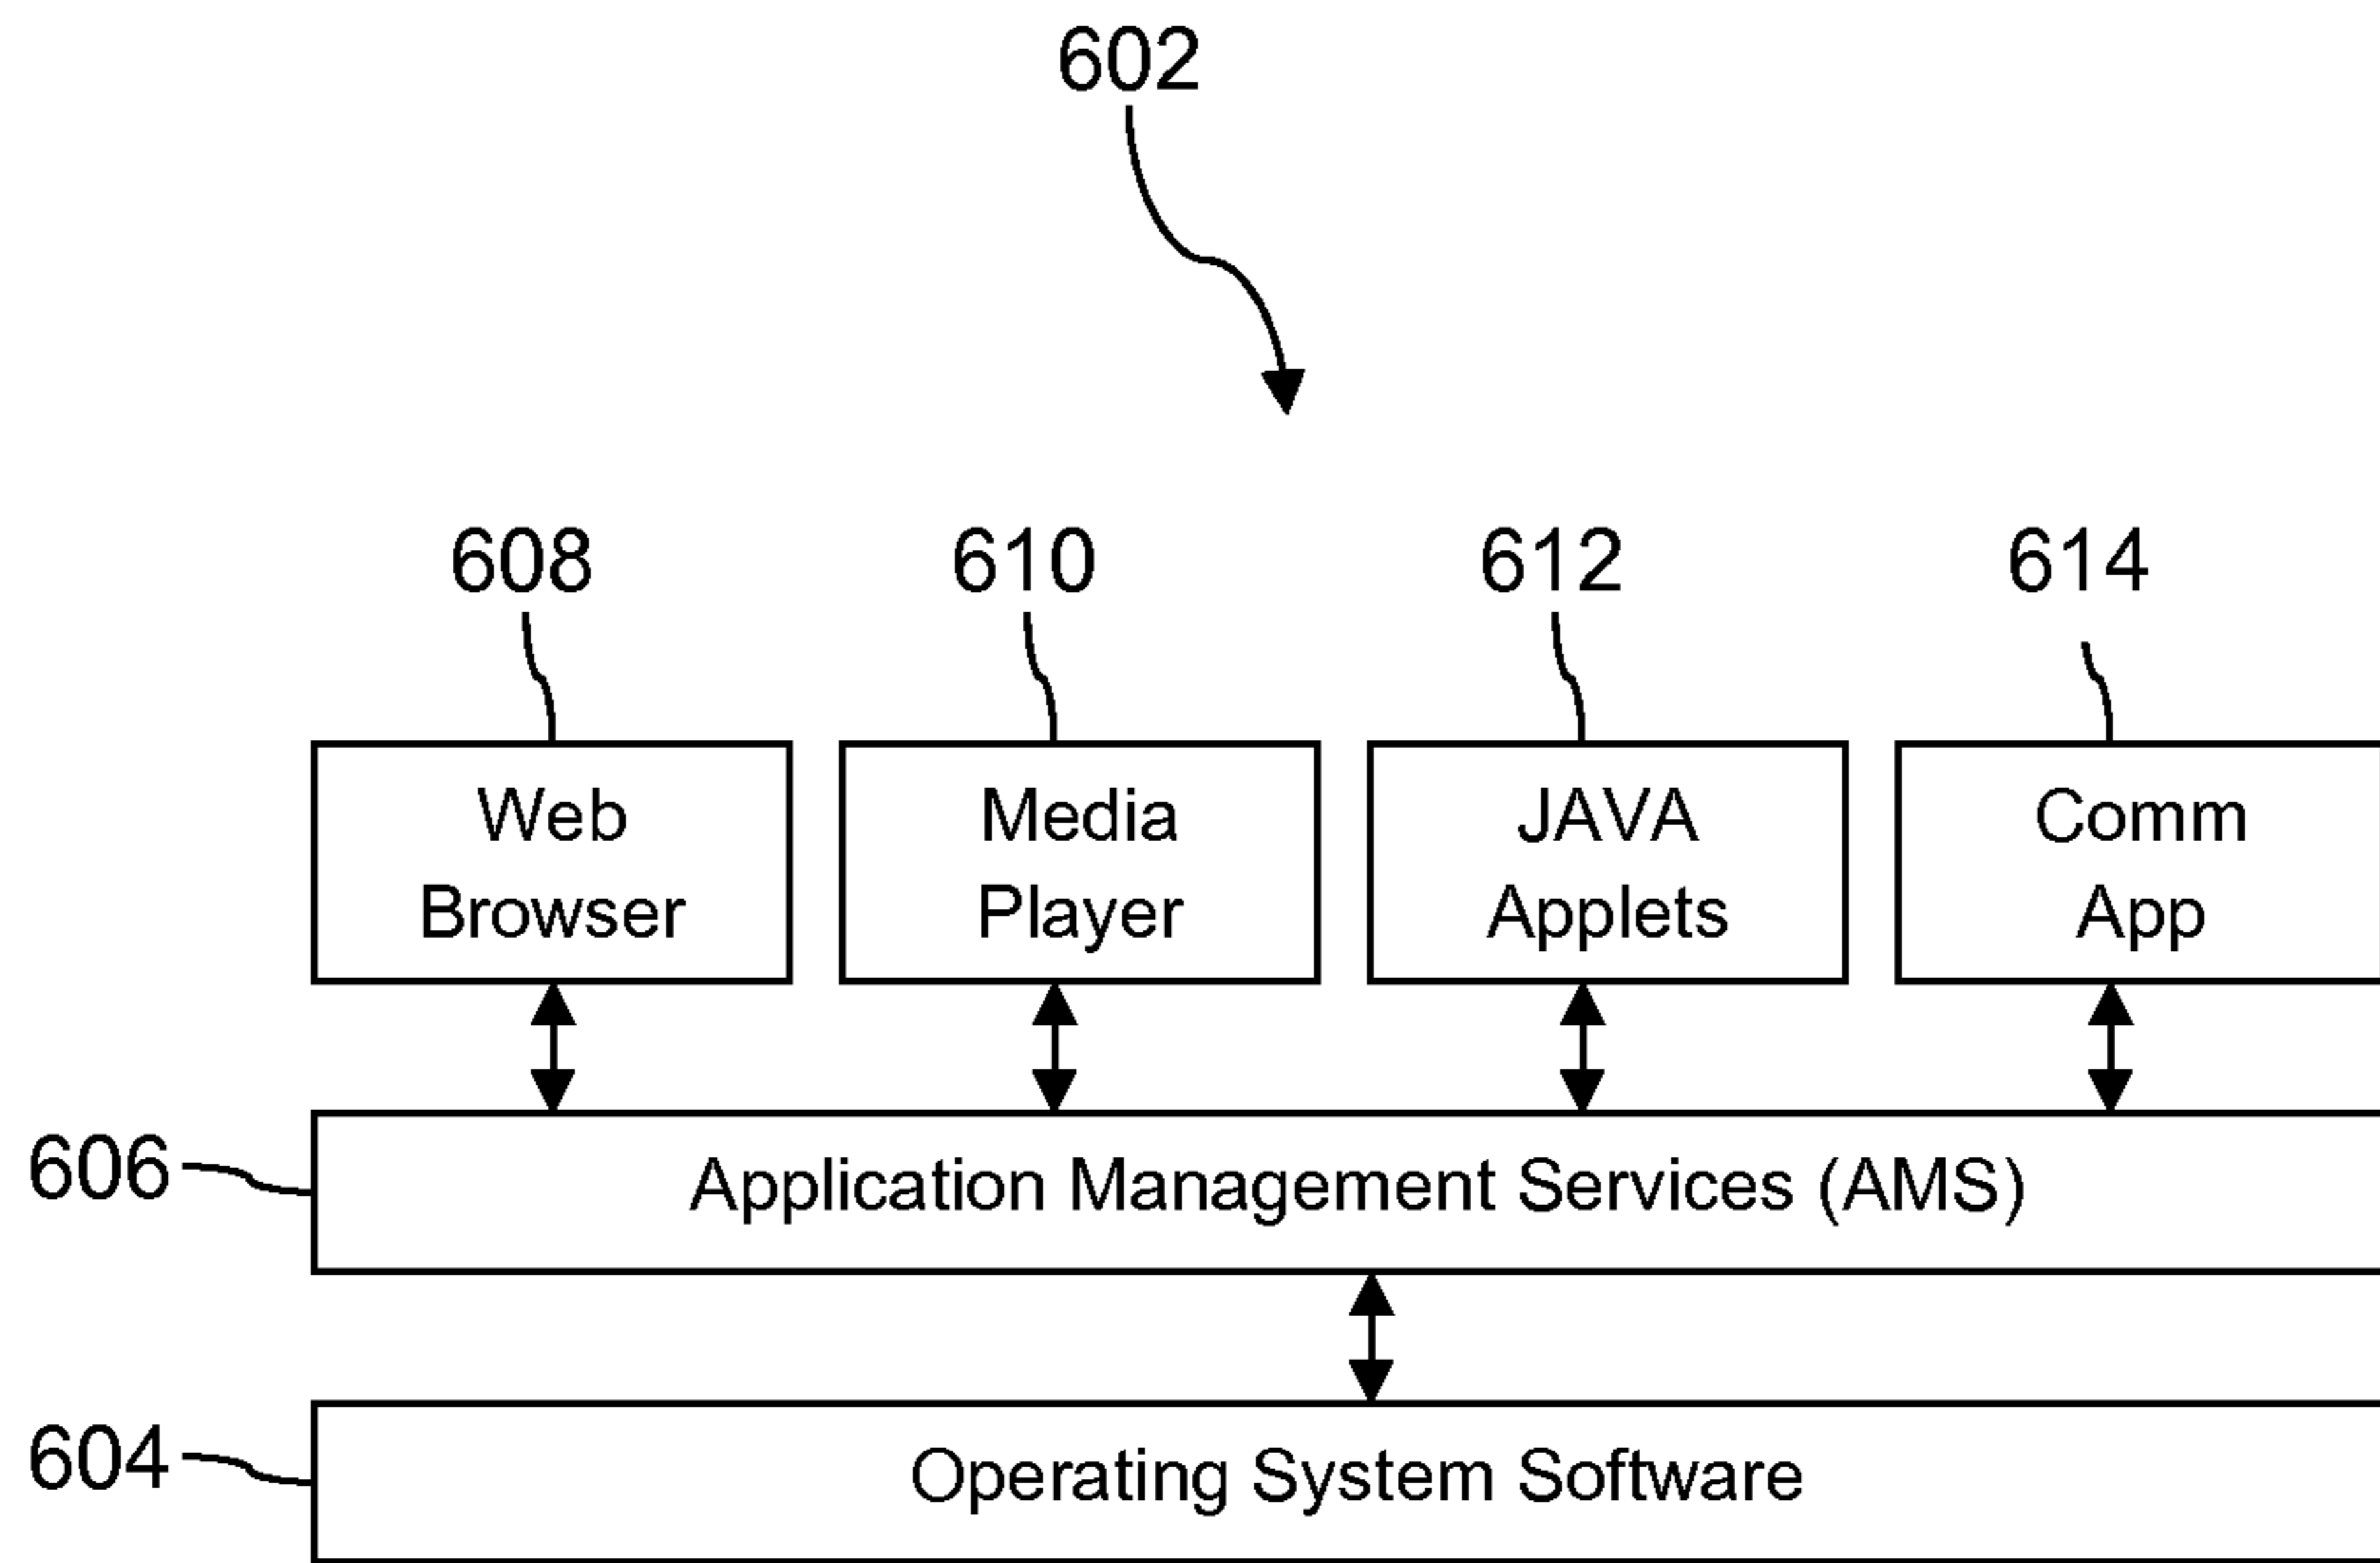 602
608 610 612 614
Web Browser
Media Player
JAVA Applets
Comm App
606
Application Management Services (AMS)
604
Operating System Software